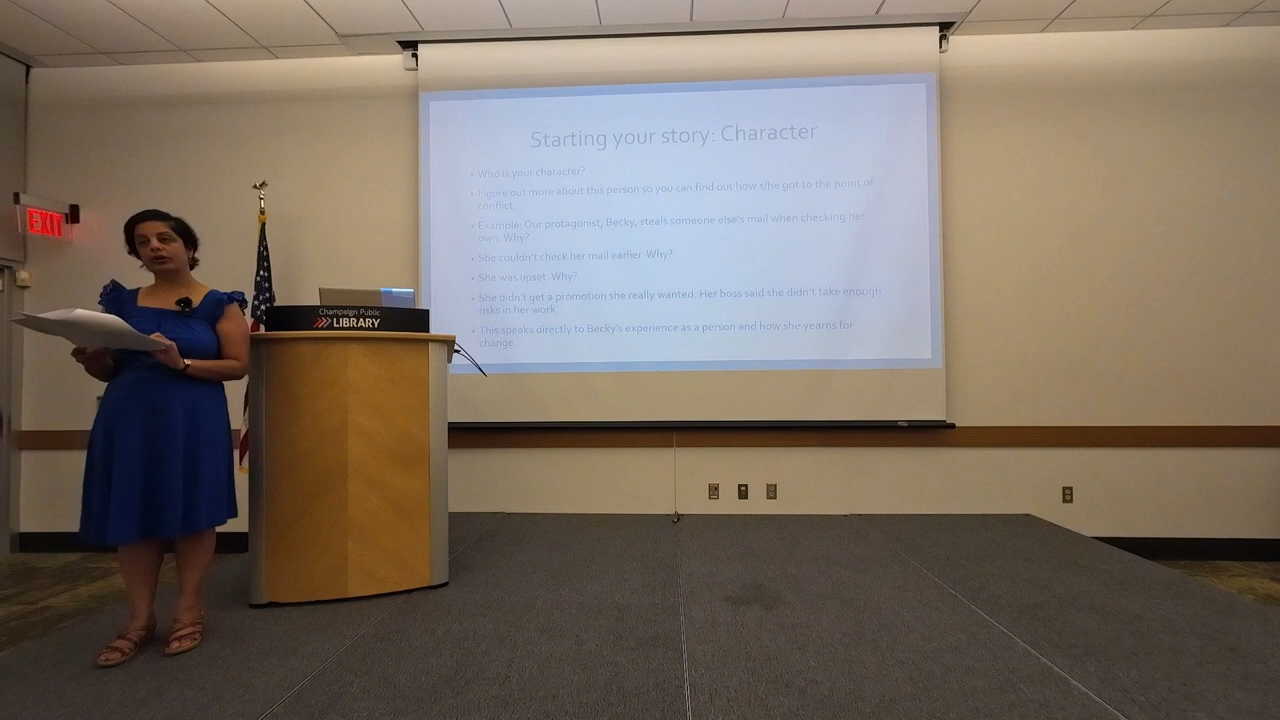 Starting your story: Character
• Who is your character?
• Figure out more about this person so you can find out how s/he got to the point of
conflict.
• Example: Our protagonist, Becky, steals someone else's mail when checking her
own. Why?
• She couldn't check her mail earlier. Why?
• She was upset. Why?
• She didn't get a promotion she really wanted. Her boss said she didn't take enough
risks in her work.
• This speaks directly to Becky's experience as a person and how she yearns for
change.
EXIT
Champaign Public
LIBRARY